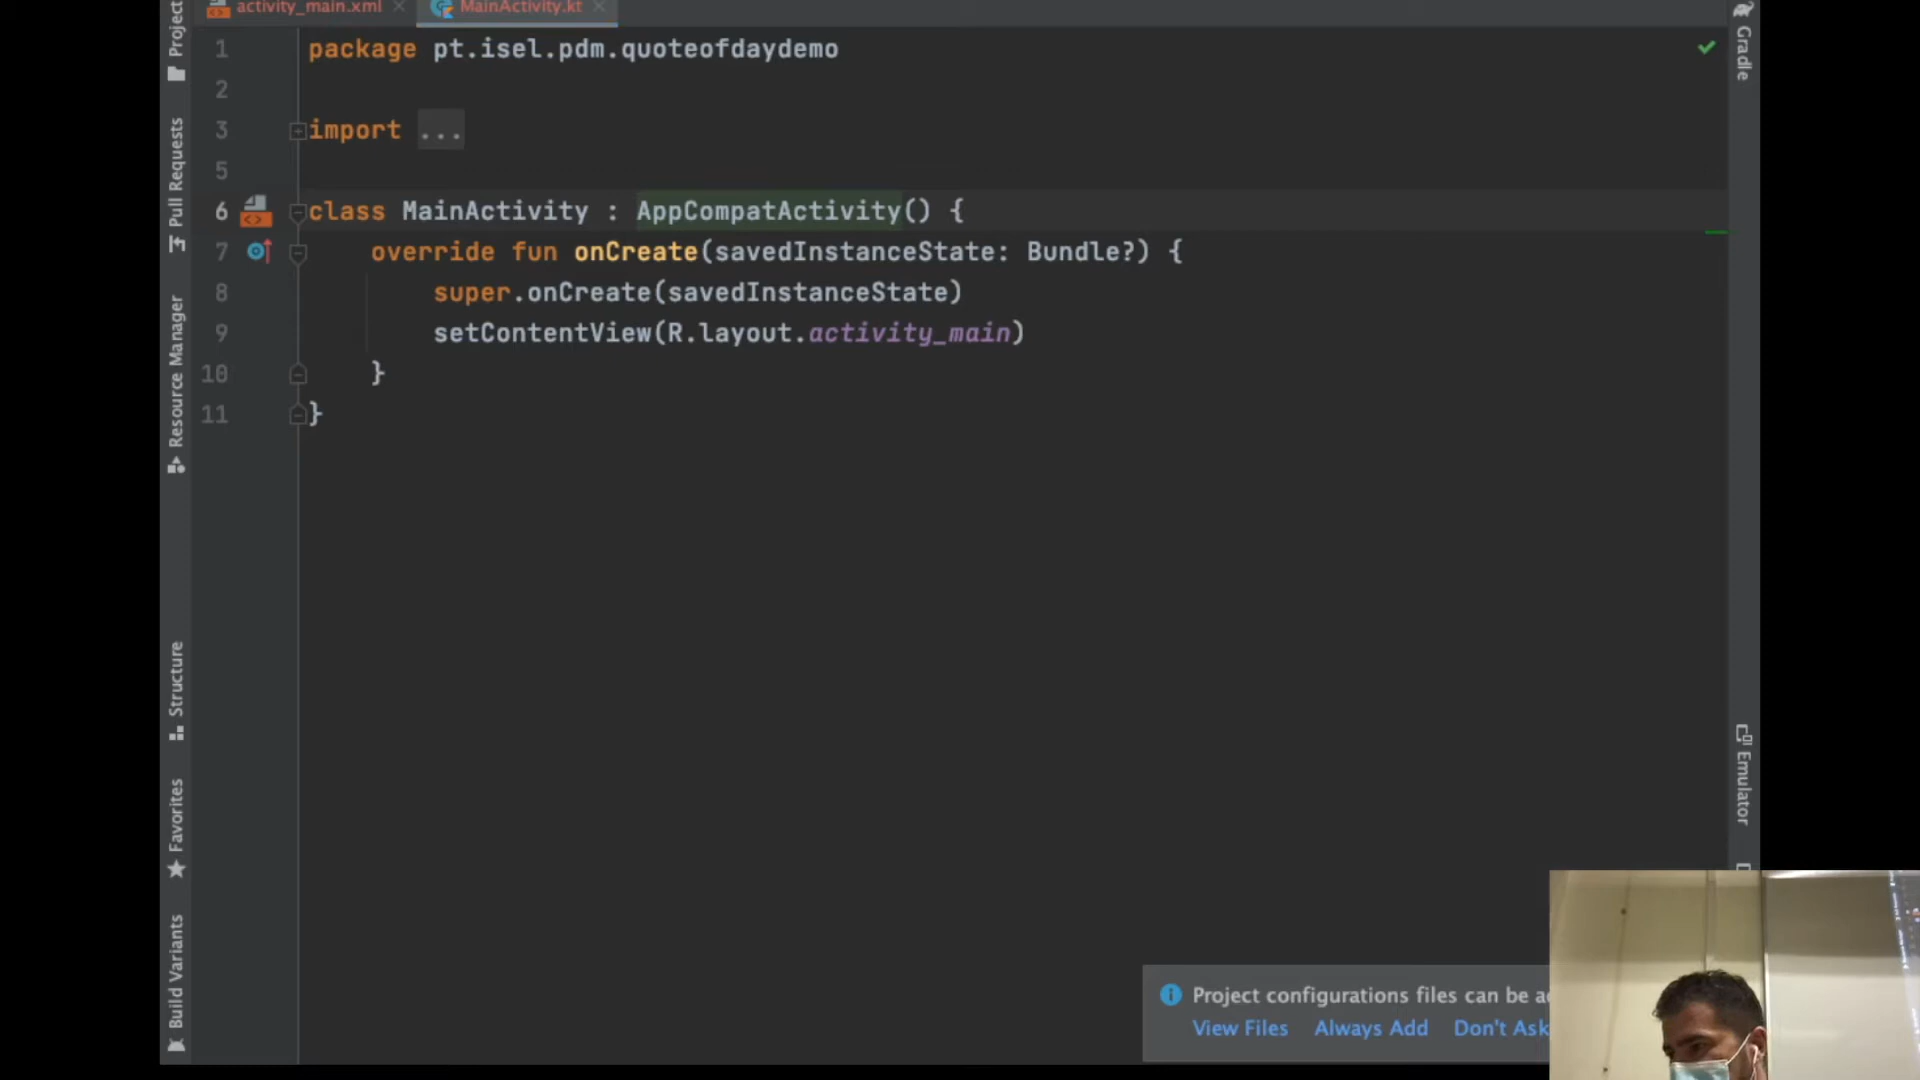 activity_main.xml
MainActivity.kt
Project
Pull Requests
Resource Manager
Structure
Favorites
Build Variants
1 package pt.isel.pdm.quoteofdaydemo
2
3 import ...
5
6 class MainActivity : AppCompatActivity() {
7 override fun onCreate(savedInstanceState: Bundle?) {
8 super.onCreate(savedInstanceState)
9 setContentView(R.layout.activity_main)
10 }
11 }
Gradle
Emulator
Project configurations files can be
View Files Always Add Don't Ask